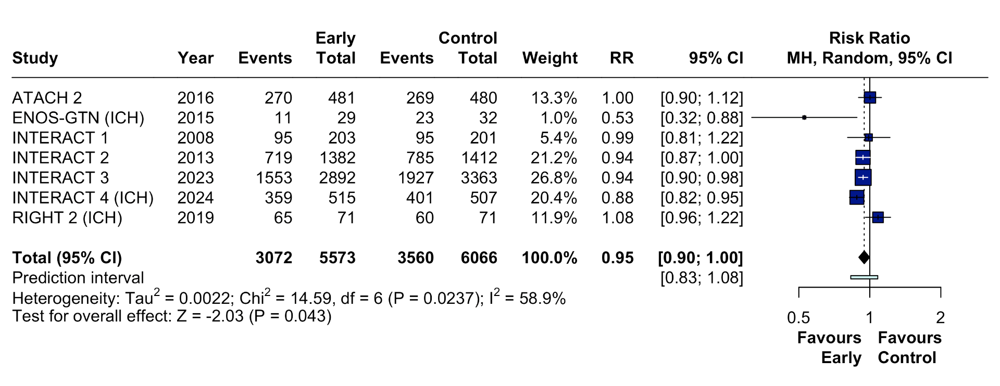 Early Control Risk Ratio
Study Year Events Total Events Total Weight RR 95% CI MH, Random, 95% CI
ATACH 2 2016 270 481 269 480 13.3% 1.00 [0.90; 1.12]
ENOS-GTN (ICH) 2015 11 29 23 32 1.0% 0.53 [0.32; 0.88]
INTERACT 1 2008 95 203 95 201 5.4% 0.99 [0.81; 1.22]
INTERACT 2 2013 719 1382 785 1412 21.2% 0.94 [0.87; 1.00]
INTERACT 3 2023 1553 2892 1927 3363 26.8% 0.94 [0.90; 0.98]
INTERACT 4 (ICH) 2024 359 515 401 507 20.4% 0.88 [0.82; 0.95]
RIGHT 2 (ICH) 2019 65 71 60 71 11.9% 1.08 [0.96; 1.22]
Total (95% CI) 3072 5573 3560 6066 100.0% 0.95 [0.90; 1.00]
Prediction interval [0.83; 1.08]
Heterogeneity: Tau² = 0.0022; Chi² = 14.59, df = 6 (P = 0.0237); I² = 58.9%
Test for overall effect: Z = -2.03 (P = 0.043)
0.5 1 2
Favours Favours
Early Control